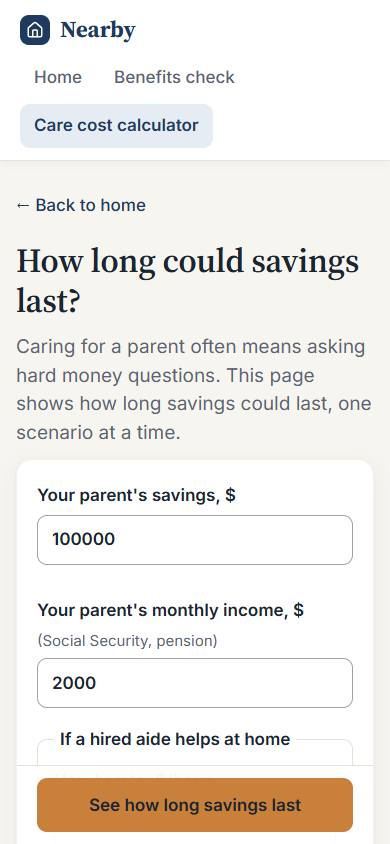 Nearby
Home Benefits check
Care cost calculator
← Back to home
How long could savings
last?
Caring for a parent often means asking
hard money questions. This page
shows how long savings could last, one
scenario at a time.
Your parent's savings, $
100000
Your parent's monthly income, $
(Social Security, pension)
2000
If a hired aide helps at home
See how long savings last